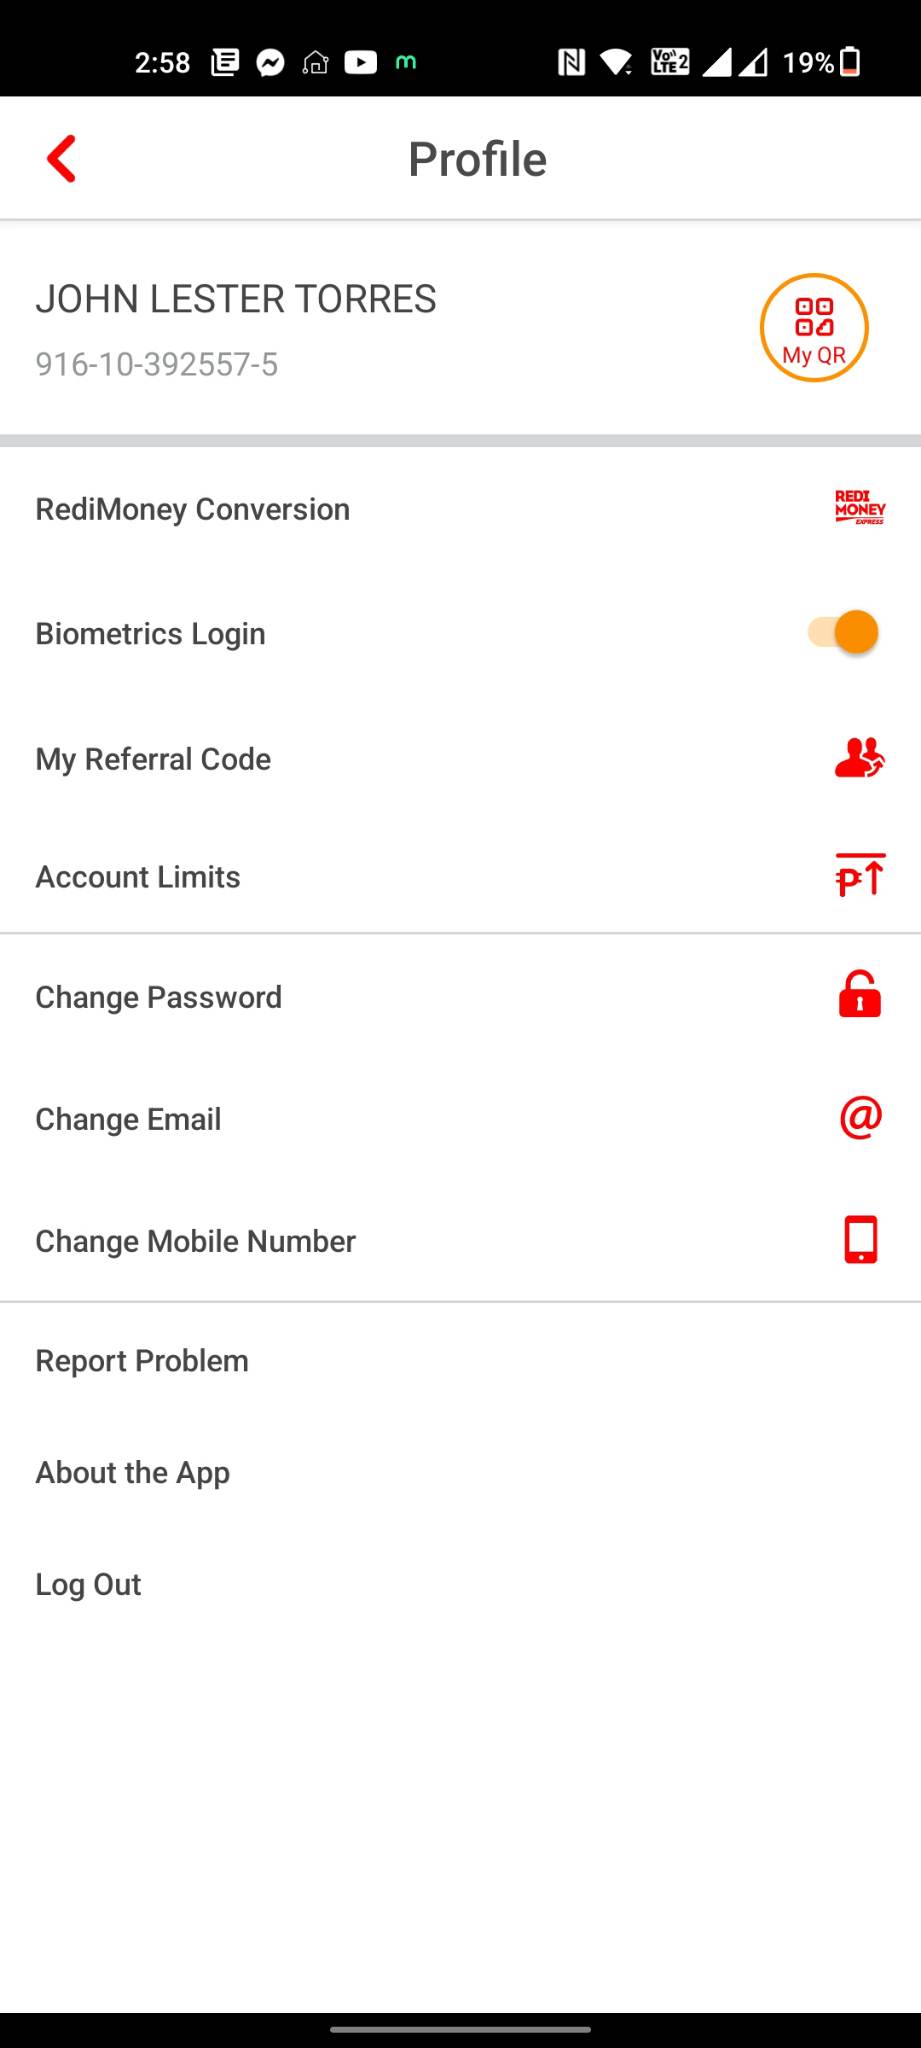 2:58 m VoLTE2 19%
Profile
JOHN LESTER TORRES
916-10-392557-5
My QR
RediMoney Conversion
REDI
MONEY
EXPRESS
Biometrics Login
My Referral Code
Account Limits
Change Password
Change Email
@
Change Mobile Number
Report Problem
About the App
Log Out